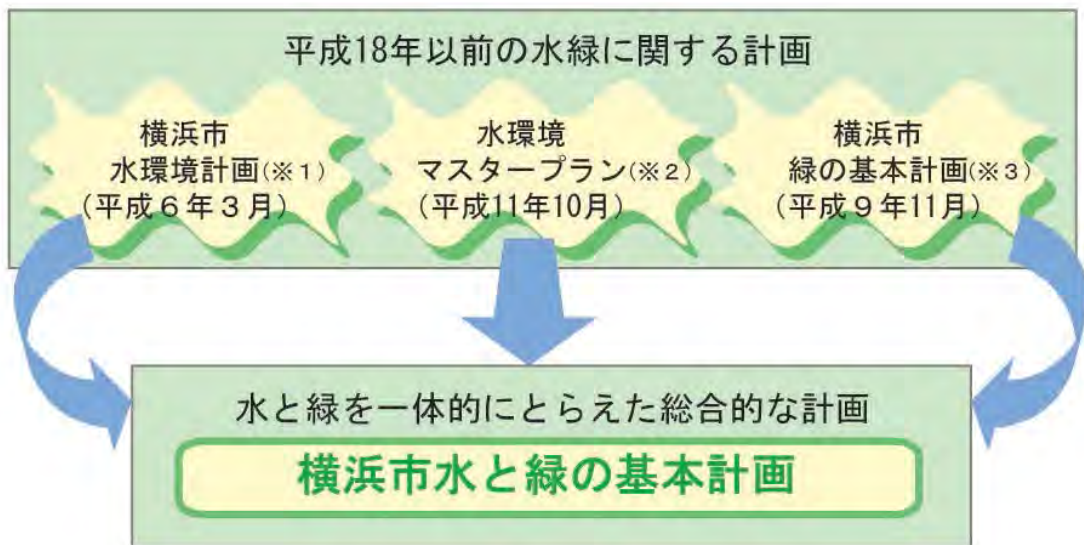 平成18年以前の水緑に関する計画
横浜市
水環境計画(※1)
(平成6年3月)
水環境
マスタープラン(※2)
(平成11年10月)
横浜市
緑の基本計画(※3)
(平成9年11月)
水と緑を一体的にとらえた総合的な計画
横浜市水と緑の基本計画